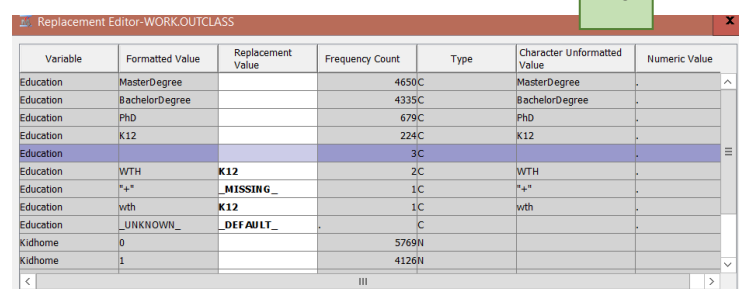 Replacement Editor-WORK.OUTCLASS x
Variable Formatted Value Replacement Value Frequency Count Type Character Unformatted Value Numeric Value
Education MasterDegree 4650 C MasterDegree .
Education BachelorDegree 4335 C BachelorDegree .
Education PhD 679 C PhD .
Education K12 224 C K12 .
Education 3 C .
Education WTH K12 2 C WTH .
Education "+" _MISSING_ 1 C "+" .
Education wth K12 1 C wth .
Education _UNKNOWN_ _DEFAULT_ . C .
Kidhome 0 5769 N
Kidhome 1 4126 N